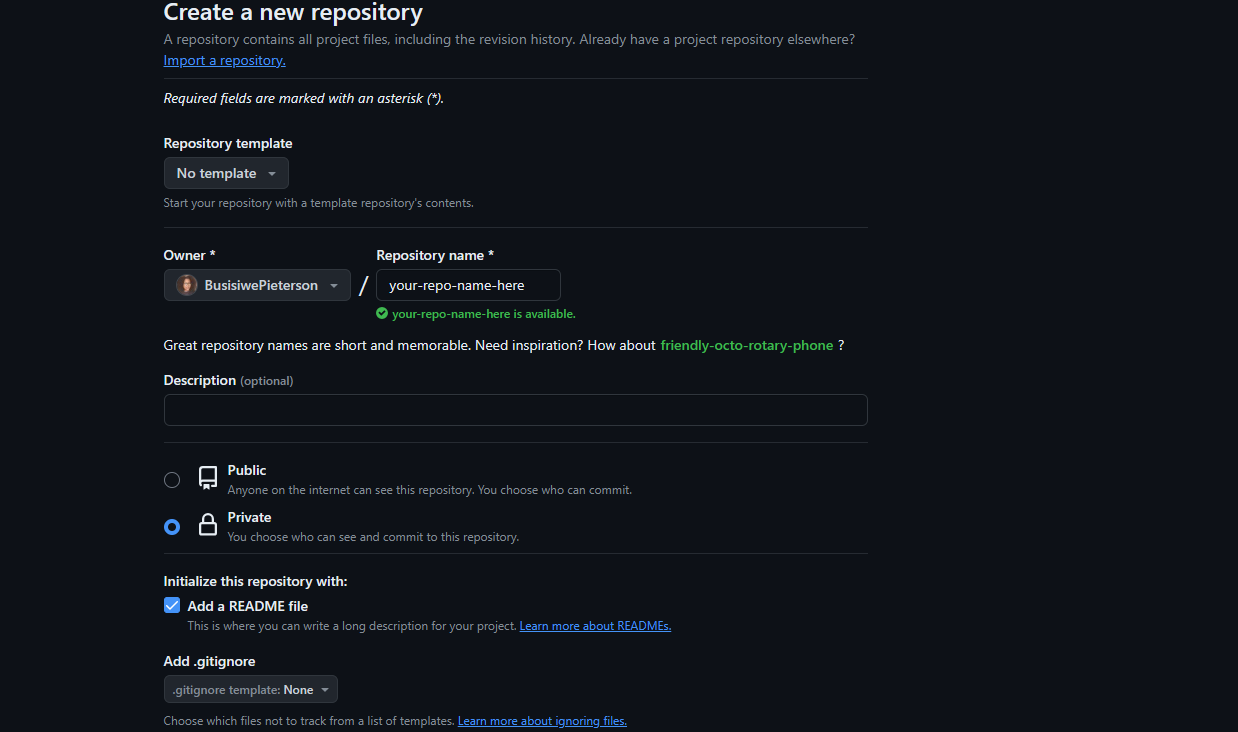 Create a new repository
A repository contains all project files, including the revision history. Already have a project repository elsewhere?
Import a repository.
Required fields are marked with an asterisk (*).
Repository template
No template
Start your repository with a template repository's contents.
Owner *
Repository name *
BusisiwePieterson
/
your-repo-name-here
your-repo-name-here is available.
Great repository names are short and memorable. Need inspiration? How about friendly-octo-rotary-phone ?
Description (optional)
Public
Anyone on the internet can see this repository. You choose who can commit.
Private
You choose who can see and commit to this repository.
Initialize this repository with:
Add a README file
This is where you can write a long description for your project. Learn more about READMEs.
Add .gitignore
.gitignore template: None
Choose which files not to track from a list of templates. Learn more about ignoring files.